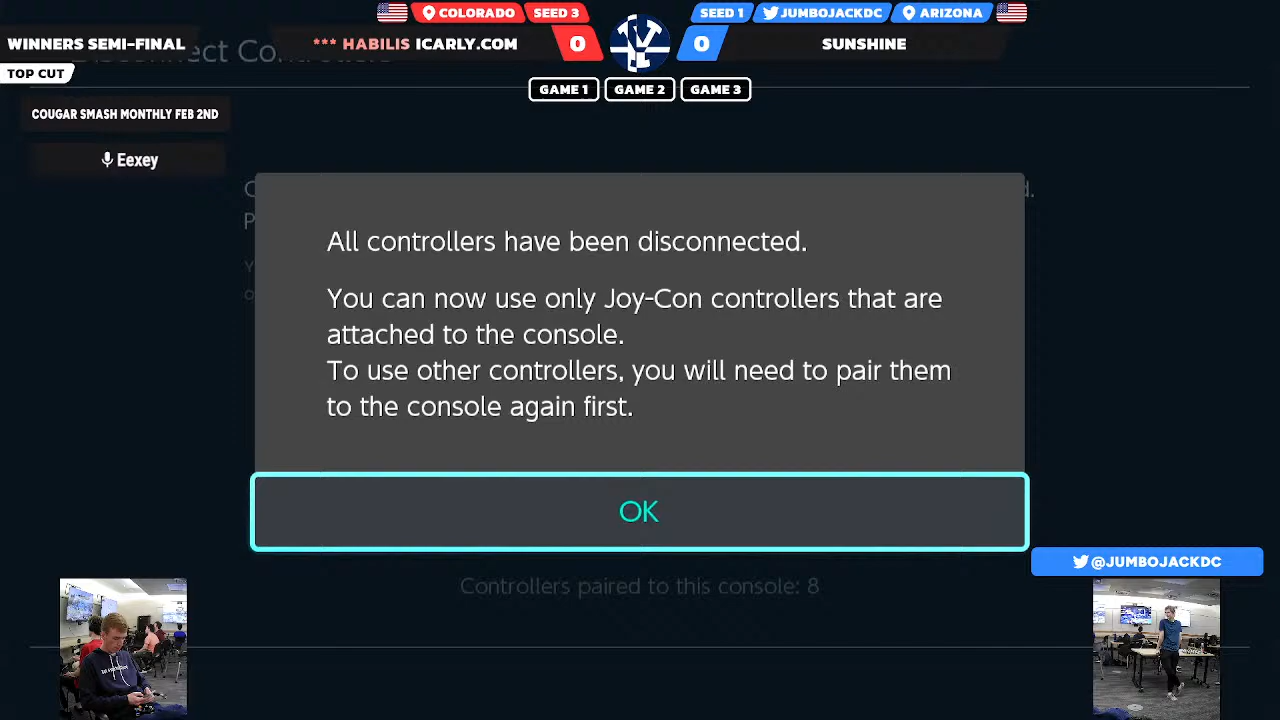 COLORADO
SEED 3
SEED 1
JUMBOJACKDC
ARIZONA
WINNERS SEMI-FINAL
*** HABILIS ICARLY.COM
0
0
SUNSHINE
Disconnect Controllers
TOP CUT
GAME 1
GAME 2
GAME 3
COUGAR SMASH MONTHLY FEB 2ND
Eexey
All controllers have been disconnected.
You can now use only Joy-Con controllers that are
attached to the console.
To use other controllers, you will need to pair them
to the console again first.
OK
@JUMBOJACKDC
Controllers paired to this console: 8